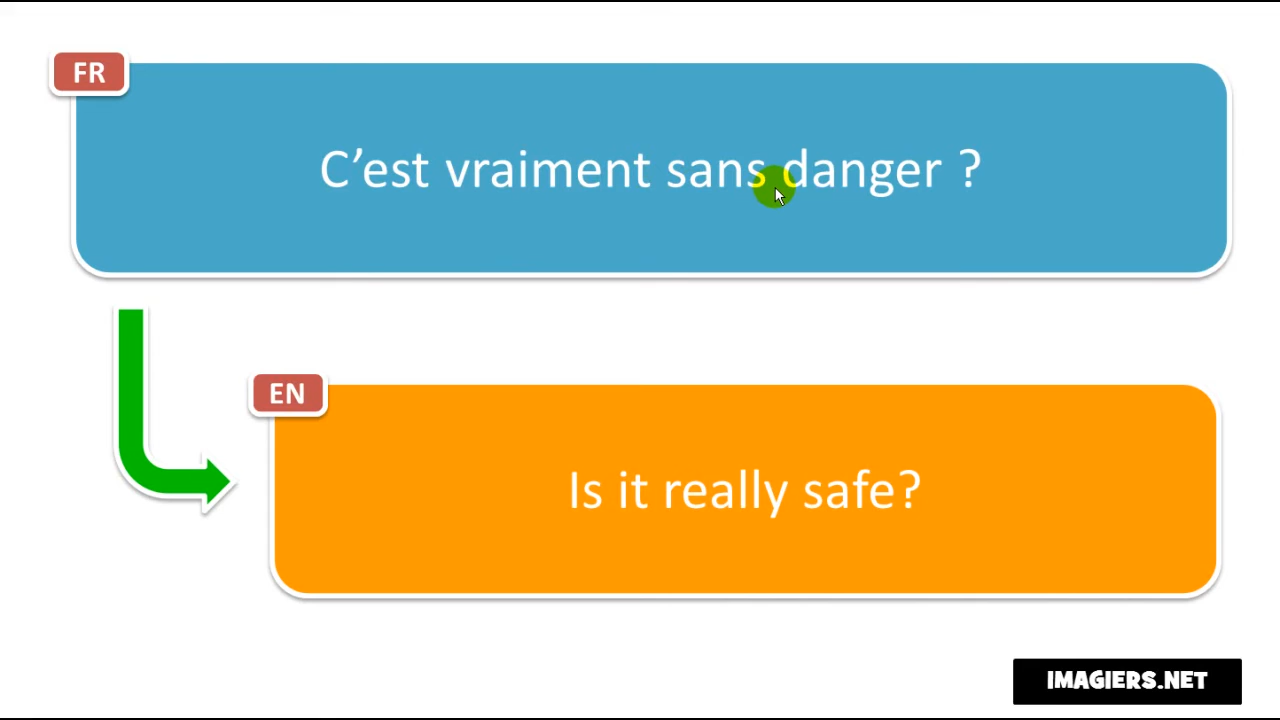 FR
C’est vraiment sans danger ?
EN
Is it really safe?
IMAGIERS.NET